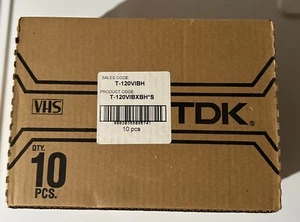 SALES CODE
T-120VIBH
PRODUCT CODE
T-120VIBXBH*S
10 pcs
VHS
TDK®
QTY.
10
PCS.